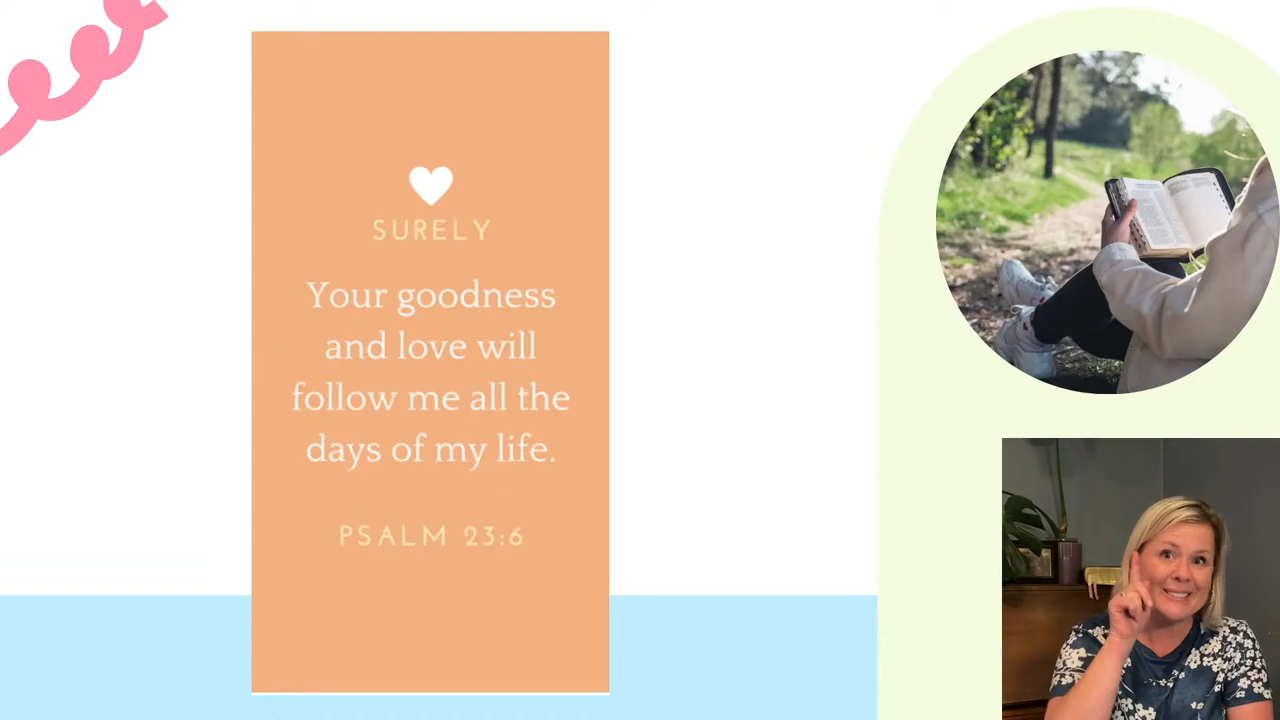 SURELY
Your goodness
and love will
follow me all the
days of my life.
PSALM 23:6